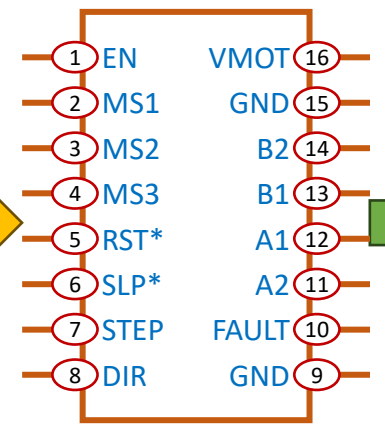 1 EN VMOT 16
2 MS1 GND 15
3 MS2 B2 14
4 MS3 B1 13
5 RST* A1 12
6 SLP* A2 11
7 STEP FAULT 10
8 DIR GND 9